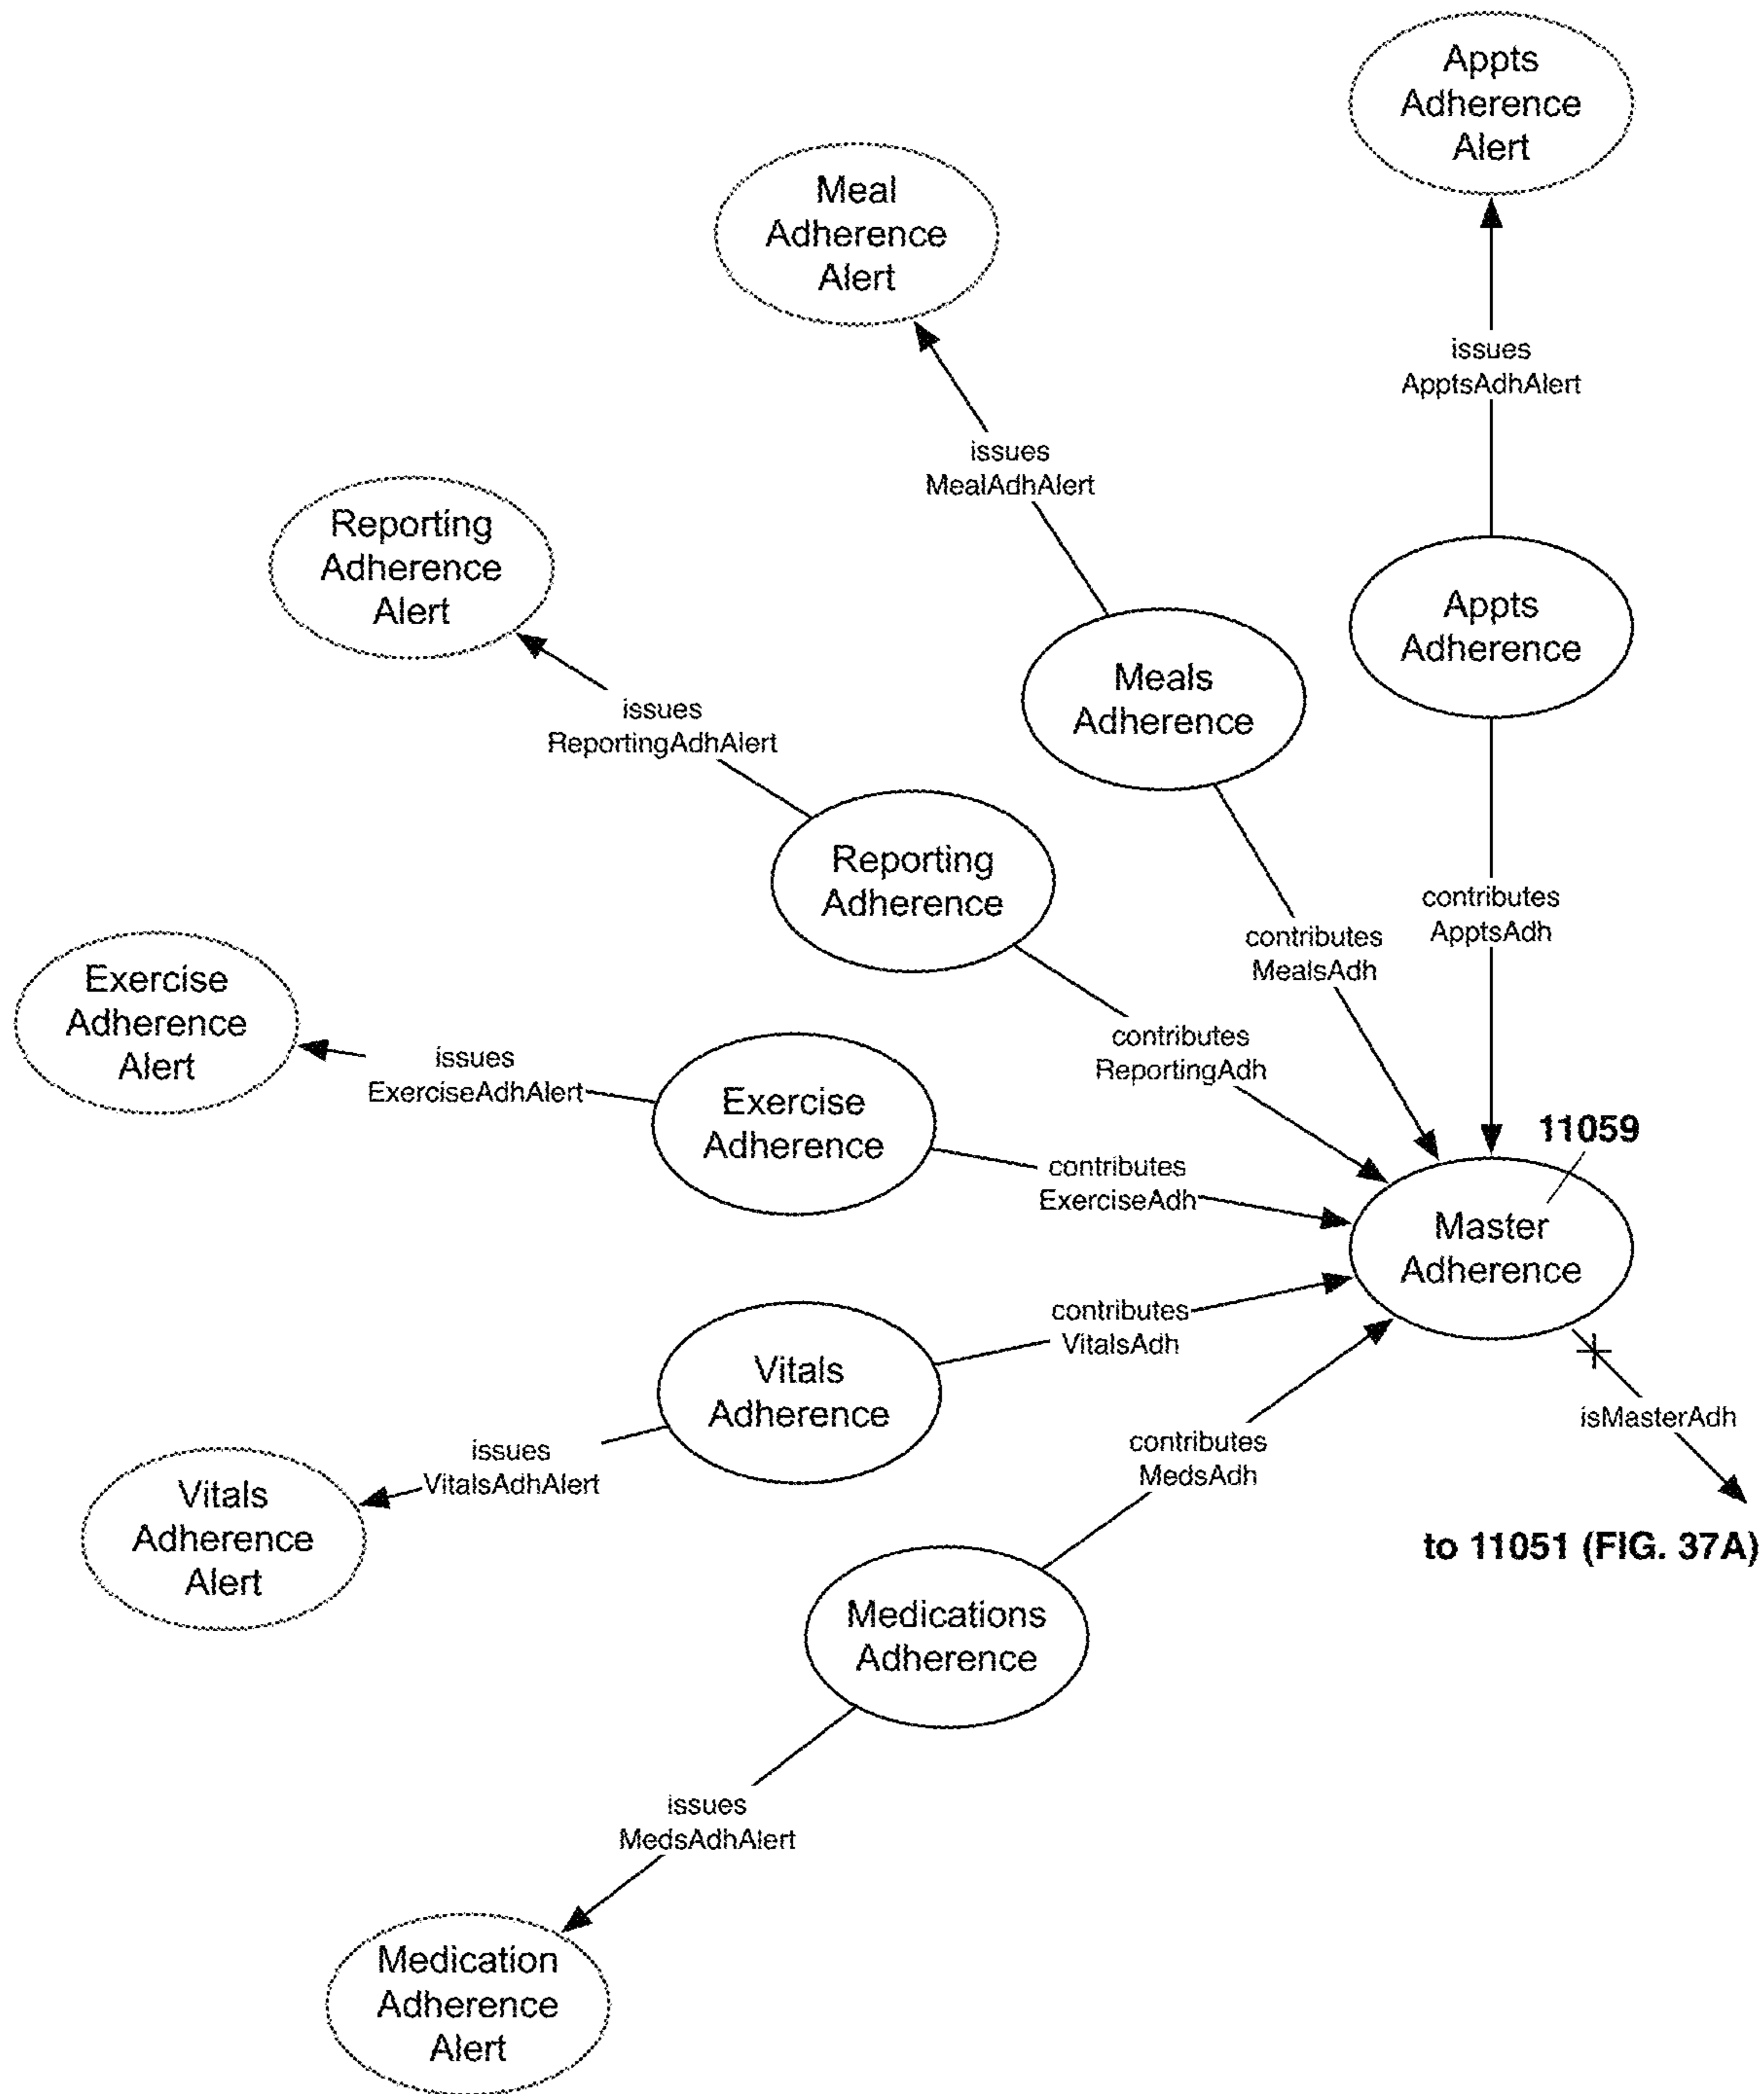 Appts
Adherence
Alert
Meal
Adherence
Alert
issues
ApptsAdhAlert
issues
MealAdhAlert
Reporting
Adherence
Alert
Appts
Adherence
Meals
Adherence
issues
ReportingAdhAlert
Reporting
Adherence
contributes
ApptsAdh
contributes
MealsAdh
Exercise
Adherence
Alert
contributes
ReportingAdh
issues
ExerciseAdhAlert
Exercise
Adherence
11059
contributes
ExerciseAdh
Master
Adherence
contributes
VitalsAdh
Vitals
Adherence
isMasterAdh
contributes
MedsAdh
issues
VitalsAdhAlert
Vitals
Adherence
Alert
to 11051 (FIG. 37A)
Medications
Adherence
issues
MedsAdhAlert
Medication
Adherence
Alert